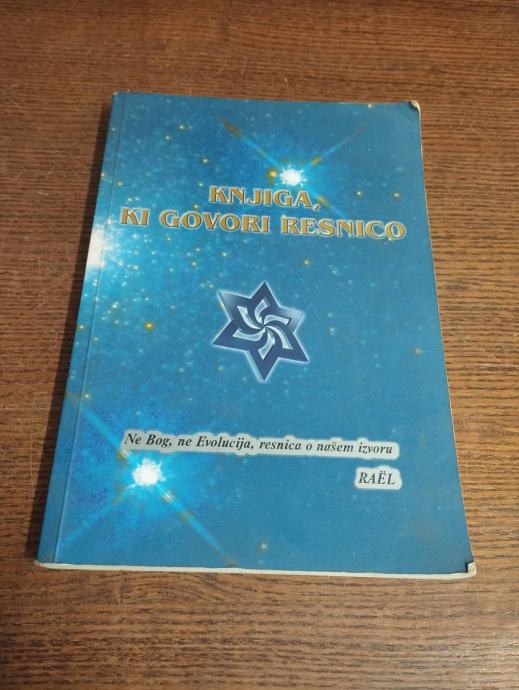 KNJIGA,
KI GOVORI RESNICO
Ne Bog, ne Evolucija, resnica o našem izvoru
RAËL